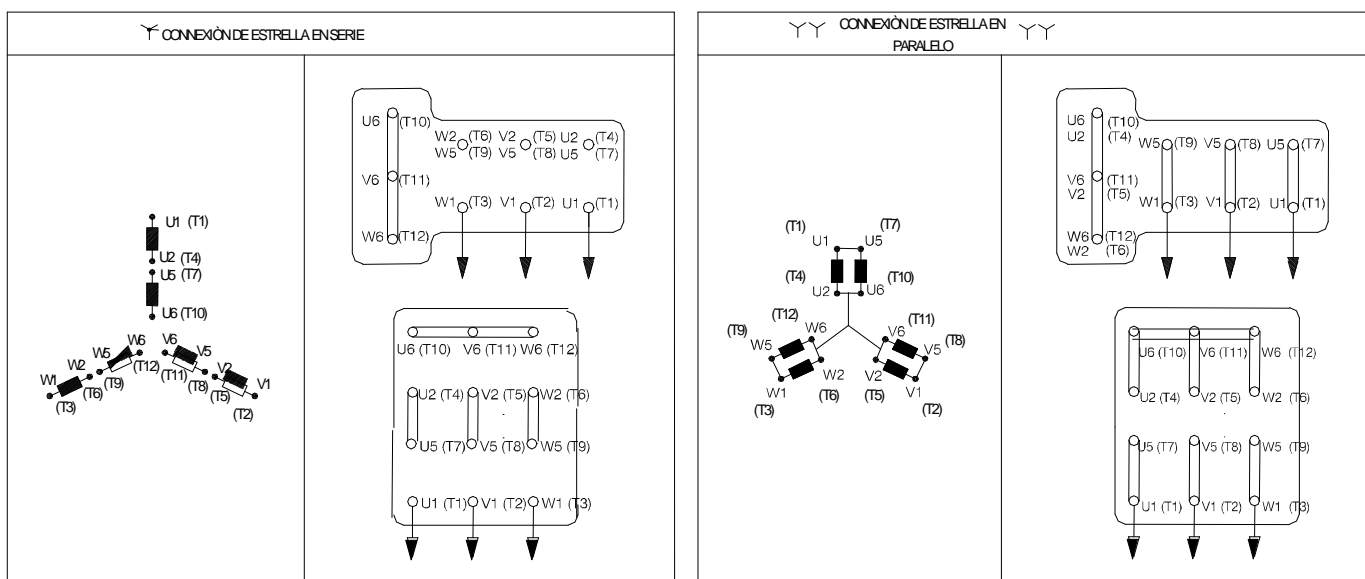 CONNEXIÒN DE ESTRELLA EN SERIE
U1 (T1)
U2 (T4)
U5 (T7)
U6 (T10)
W6
(T12)
W5
(T9)
W2
(T6)
W1
(T3)
V6
(T11)
V5
(T8)
V2
(T5)
V1
(T2)
U6 (T10)
V6 (T11)
W6 (T12)
W2 (T6) V2 (T5) U2 (T4)
W5 (T9) V5 (T8) U5 (T7)
W1 (T3) V1 (T2) U1 (T1)
U6 (T10) V6 (T11) W6 (T12)
U2 (T4) V2 (T5) W2 (T6)
U5 (T7) V5 (T8) W5 (T9)
U1 (T1) V1 (T2) W1 (T3)
CONNEXIÒN DE ESTRELLA EN
PARALELO
(T1) (T7)
U1 U5
(T4) (T10)
U2 U6
(T12)
(T9) W6
W5
W2
W1 (T6)
(T3)
V6 (T11)
V5 (T8)
V2
(T5) V1
(T2)
U6 (T10)
U2 (T4)
V6 (T11)
V2 (T5)
W6 (T12)
W2 (T6)
W5 (T9) V5 (T8) U5 (T7)
W1 (T3) V1 (T2) U1 (T1)
U6 (T10) V6 (T11) W6 (T12)
U2 (T4) V2 (T5) W2 (T6)
U5 (T7) V5 (T8) W5 (T9)
U1 (T1) V1 (T2) W1 (T3)